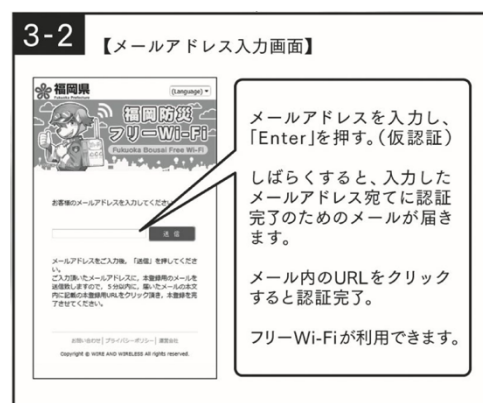 3-2
【メールアドレス入力画面】
福岡県
Fukuoka Prefecture
(Language)
福岡防災
フリーWi-Fi
Fukuoka Bousai Free Wi-Fi
お客様のメールアドレスを入力してくださ
送信
メールアドレスをご入力後、「送信」を押してくださ
い。
ご入力頂いたメールアドレスに、本登録用のメールを
送信致しますので、5分以内に、届いたメールの本文
内に記載の本登録用URLをクリック頂き、本登録を完
了させてください。
お問い合わせ | プライバシーポリシー | 運営会社
Copyright © WIRE AND WIRELESS All rights reserved.
メールアドレスを入力し、
「Enter」を押す。(仮認証)
しばらくすると、入力した
メールアドレス宛てに認証
完了のためのメールが届き
ます。
メール内のURLをクリック
すると認証完了。
フリーWi-Fiが利用できます。